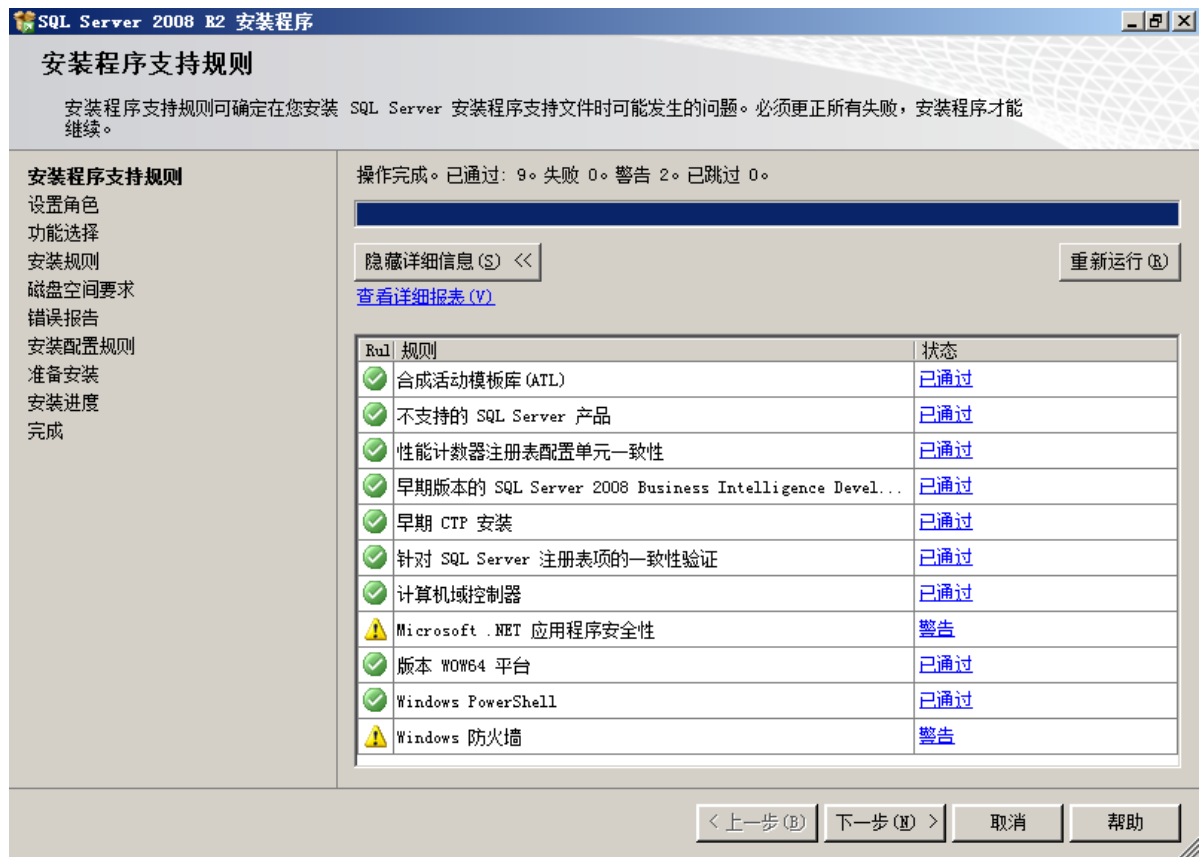 SQL Server 2008 R2 安装程序
安装程序支持规则
安装程序支持规则可确定在您安装 SQL Server 安装程序支持文件时可能发生的问题。必须更正所有失败，安装程序才能
继续。
安装程序支持规则
设置角色
功能选择
安装规则
磁盘空间要求
错误报告
安装配置规则
准备安装
安装进度
完成
操作完成。已通过: 9。失败 0。警告 2。已跳过 0。
隐藏详细信息(S) <<
重新运行(R)
查看详细报表(V)
Rul 规则 状态
合成活动模板库(ATL) 已通过
不支持的 SQL Server 产品 已通过
性能计数器注册表配置单元一致性 已通过
早期版本的 SQL Server 2008 Business Intelligence Devel... 已通过
早期 CTP 安装 已通过
针对 SQL Server 注册表项的一致性验证 已通过
计算机域控制器 已通过
Microsoft .NET 应用程序安全性 警告
版本 WOW64 平台 已通过
Windows PowerShell 已通过
Windows 防火墙 警告
< 上一步(B) 下一步(N) > 取消 帮助